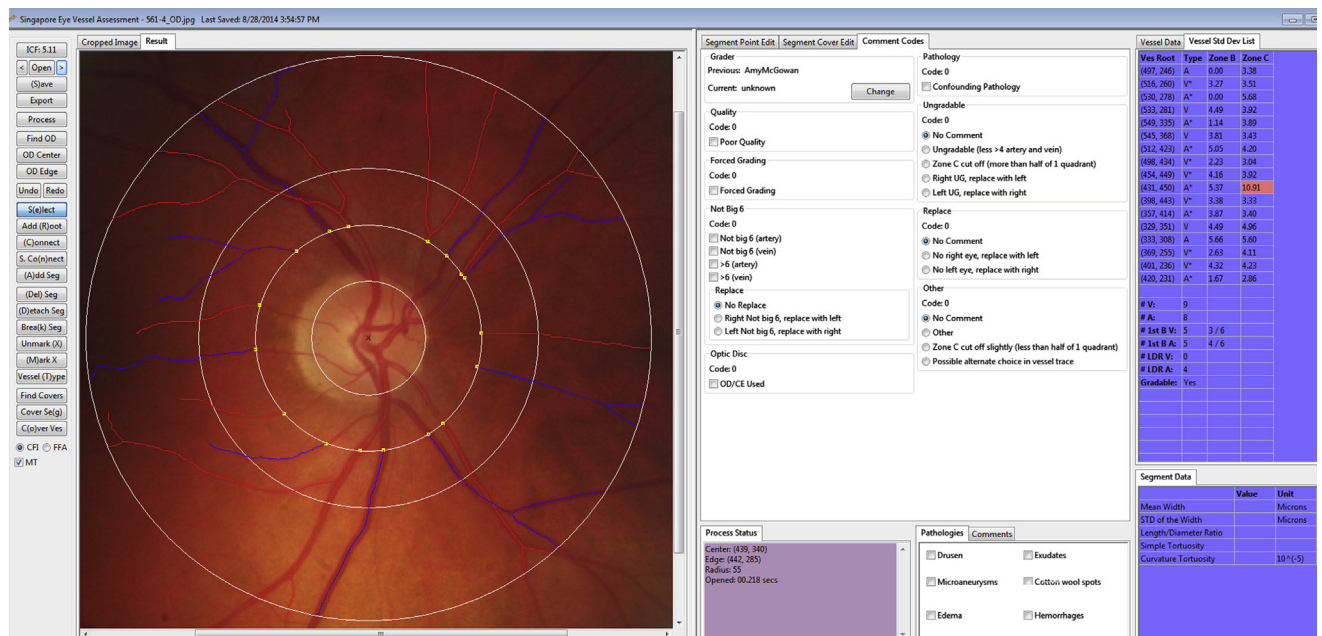 Singapore Eye Vessel Assessment - 561-4_OD.jpg Last Saved: 8/28/2014 3:54:57 PM
ICF: 5.11
< Open >
(S)ave
Export
Process
Find OD
OD Center
OD Edge
Undo Redo
S(e)lect
Add (R)oot
(C)onnect
S. Co(n)nect
(A)dd Seg
(Del) Seg
(D)etach Seg
Brea(k) Seg
Unmark (X)
(M)ark X
Vessel (T)ype
Find Covers
Cover Se(g)
C(o)ver Ves
CFI FFA
MT
Cropped Image Result
Segment Point Edit Segment Cover Edit Comment Codes
Grader
Previous: AmyMcGowan
Current: unknown Change
Quality
Code: 0
Poor Quality
Forced Grading
Code: 0
Forced Grading
Not Big 6
Code: 0
Not big 6 (artery)
Not big 6 (vein)
>6 (artery)
>6 (vein)
Replace
No Replace
Right Not big 6, replace with left
Left Not big 6, replace with right
Optic Disc
Code: 0
OD/CE Used
Pathology
Code: 0
Confounding Pathology
Ungradable
Code: 0
No Comment
Ungradable (less >4 artery and vein)
Zone C cut off (more than half of 1 quadrant)
Right UG, replace with left
Left UG, replace with right
Replace
Code: 0
No Comment
No right eye, replace with left
No left eye, replace with right
Other
Code: 0
No Comment
Other
Zone C cut off slightly (less than half of 1 quadrant)
Possible alternate choice in vessel trace
Process Status
Center: (439, 340)
Edge: (442, 285)
Radius: 55
Opened: 00.218 secs
Pathologies Comments
Drusen Exudates
Microaneurysms Cotton wool spots
Edema Hemorrhages
Vessel Data Vessel Std Dev List
Ves Root Type Zone B Zone C
(497, 246) A 0.00 3.38
(516, 260) V* 3.27 3.51
(530, 278) A* 0.00 5.68
(533, 281) V 4.49 3.92
(549, 335) A* 1.14 3.89
(545, 368) V 3.81 3.43
(512, 423) A* 5.05 4.20
(498, 434) V* 2.23 3.04
(454, 449) V* 4.16 3.92
(431, 450) A* 5.37 10.91
(398, 443) V* 3.38 3.33
(357, 414) A* 3.87 3.40
(329, 351) V 4.49 4.96
(333, 308) A 5.66 5.60
(369, 255) V* 2.63 4.11
(401, 236) V* 4.32 4.23
(420, 231) A* 1.67 2.86
# V: 9
# A: 8
# 1st B V: 5 3 / 6
# 1st B A: 5 4 / 6
# LDR V: 0
# LDR A: 4
Gradable: Yes
Segment Data
Value Unit
Mean Width Microns
STD of the Width Microns
Length/Diameter Ratio
Simple Tortuosity
Curvature Tortuosity 10^(-5)